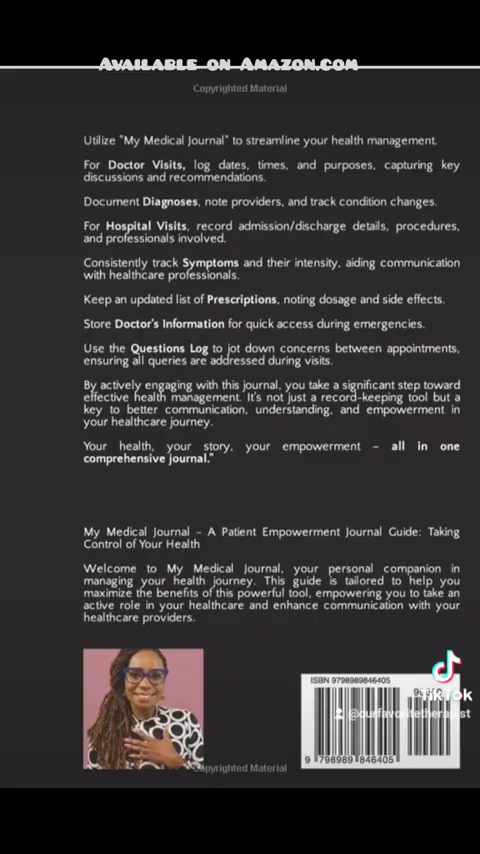 Available on Amazon.com
Copyrighted Material
Utilize "My Medical Journal" to streamline your health management.
For Doctor Visits, log dates, times, and purposes, capturing key
discussions and recommendations.
Document Diagnoses, note providers, and track condition changes.
For Hospital Visits, record admission/discharge details, procedures,
and professionals involved.
Consistently track Symptoms and their intensity, aiding communication
with healthcare professionals.
Keep an updated list of Prescriptions, noting dosage and side effects.
Store Doctor's Information for quick access during emergencies.
Use the Questions Log to jot down concerns between appointments,
ensuring all queries are addressed during visits.
By actively engaging with this journal, you take a significant step toward
effective health management. It's not just a record-keeping tool but a
key to better communication, understanding, and empowerment in
your healthcare journey.
Your health, your story, your empowerment – all in one
comprehensive journal."
My Medical Journal - A Patient Empowerment Journal Guide: Taking
Control of Your Health
Welcome to My Medical Journal, your personal companion in
managing your health journey. This guide is tailored to help you
maximize the benefits of this powerful tool, empowering you to take an
active role in your healthcare and enhance communication with your
healthcare providers.
ISBN 9798989846405
TikTok
@ourfavoritetherapist
9 798989 846405
Copyrighted Material